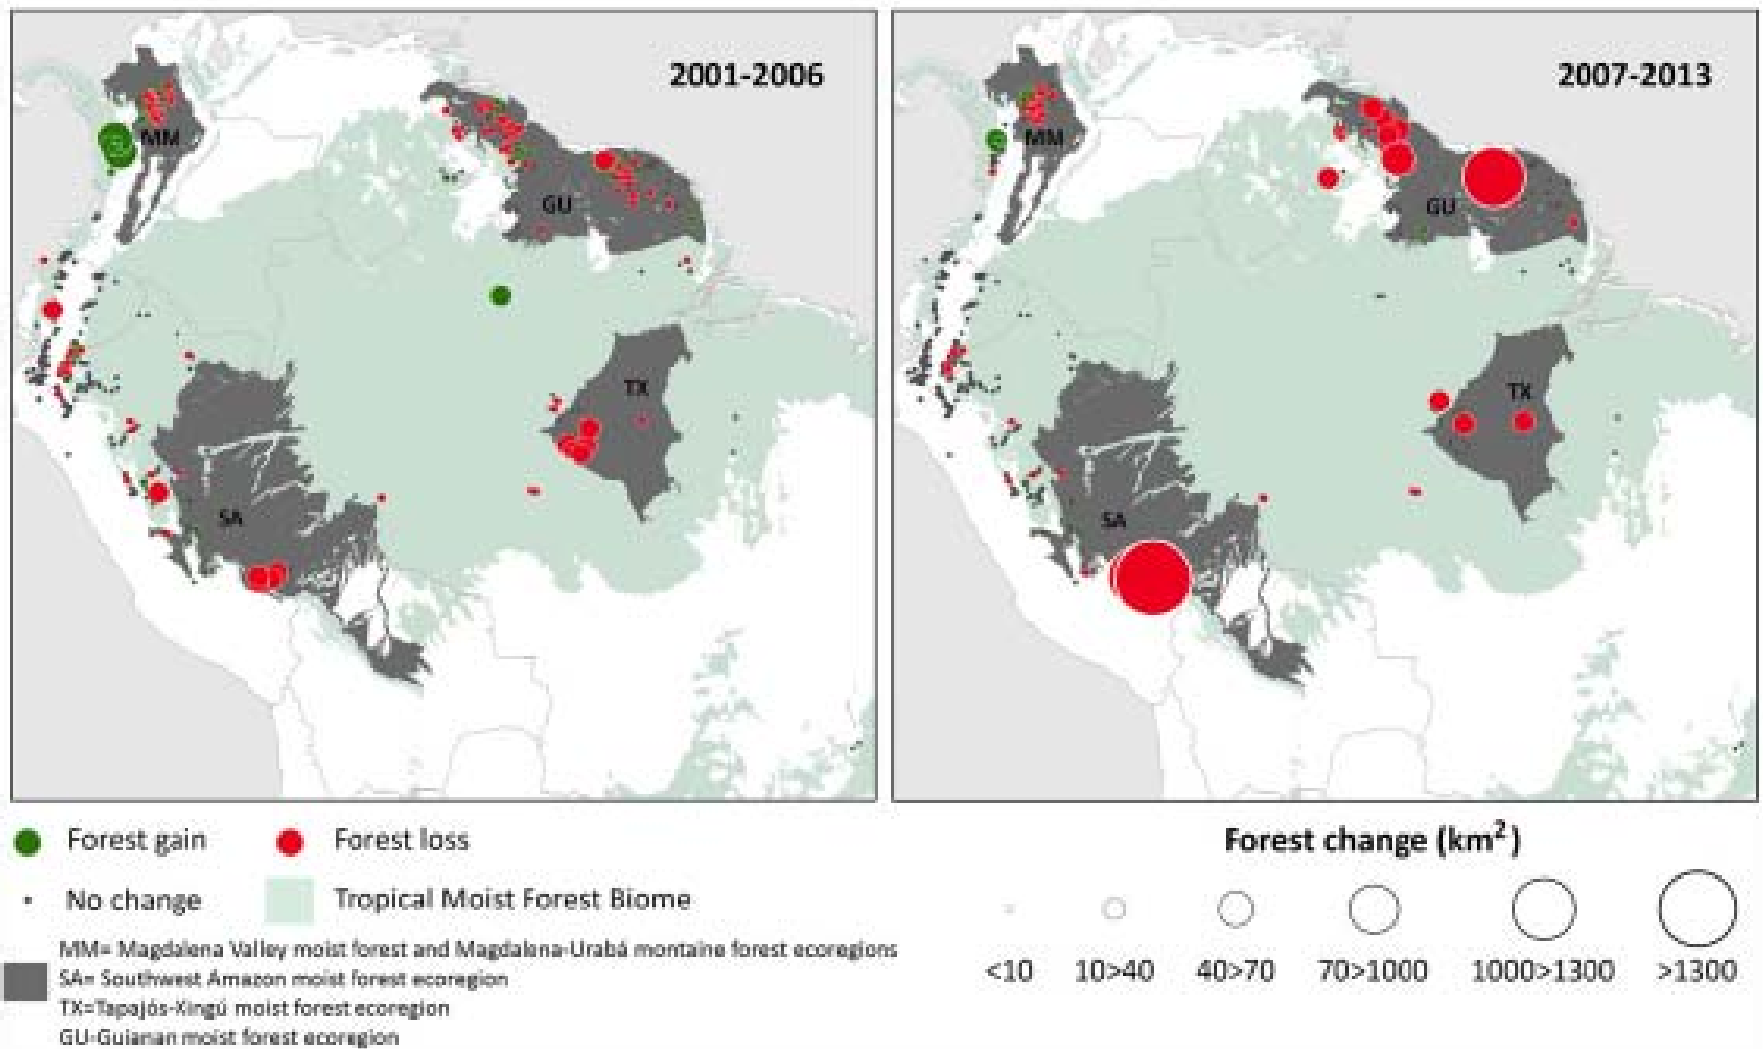 2001-2006
MM
GU
TX
SA
2007-2013
MM
GU
TX
SA
Forest gain
Forest loss
No change
Tropical Moist Forest Biome
MM= Magdalena Valley moist forest and Magdalena-Urabá montaine forest ecoregions
SA= Southwest Amazon moist forest ecoregion
TX=Tapajós-Xingú moist forest ecoregion
GU-Guianan moist forest ecoregion
Forest change (km²)
<10 10>40 40>70 70>1000 1000>1300 >1300